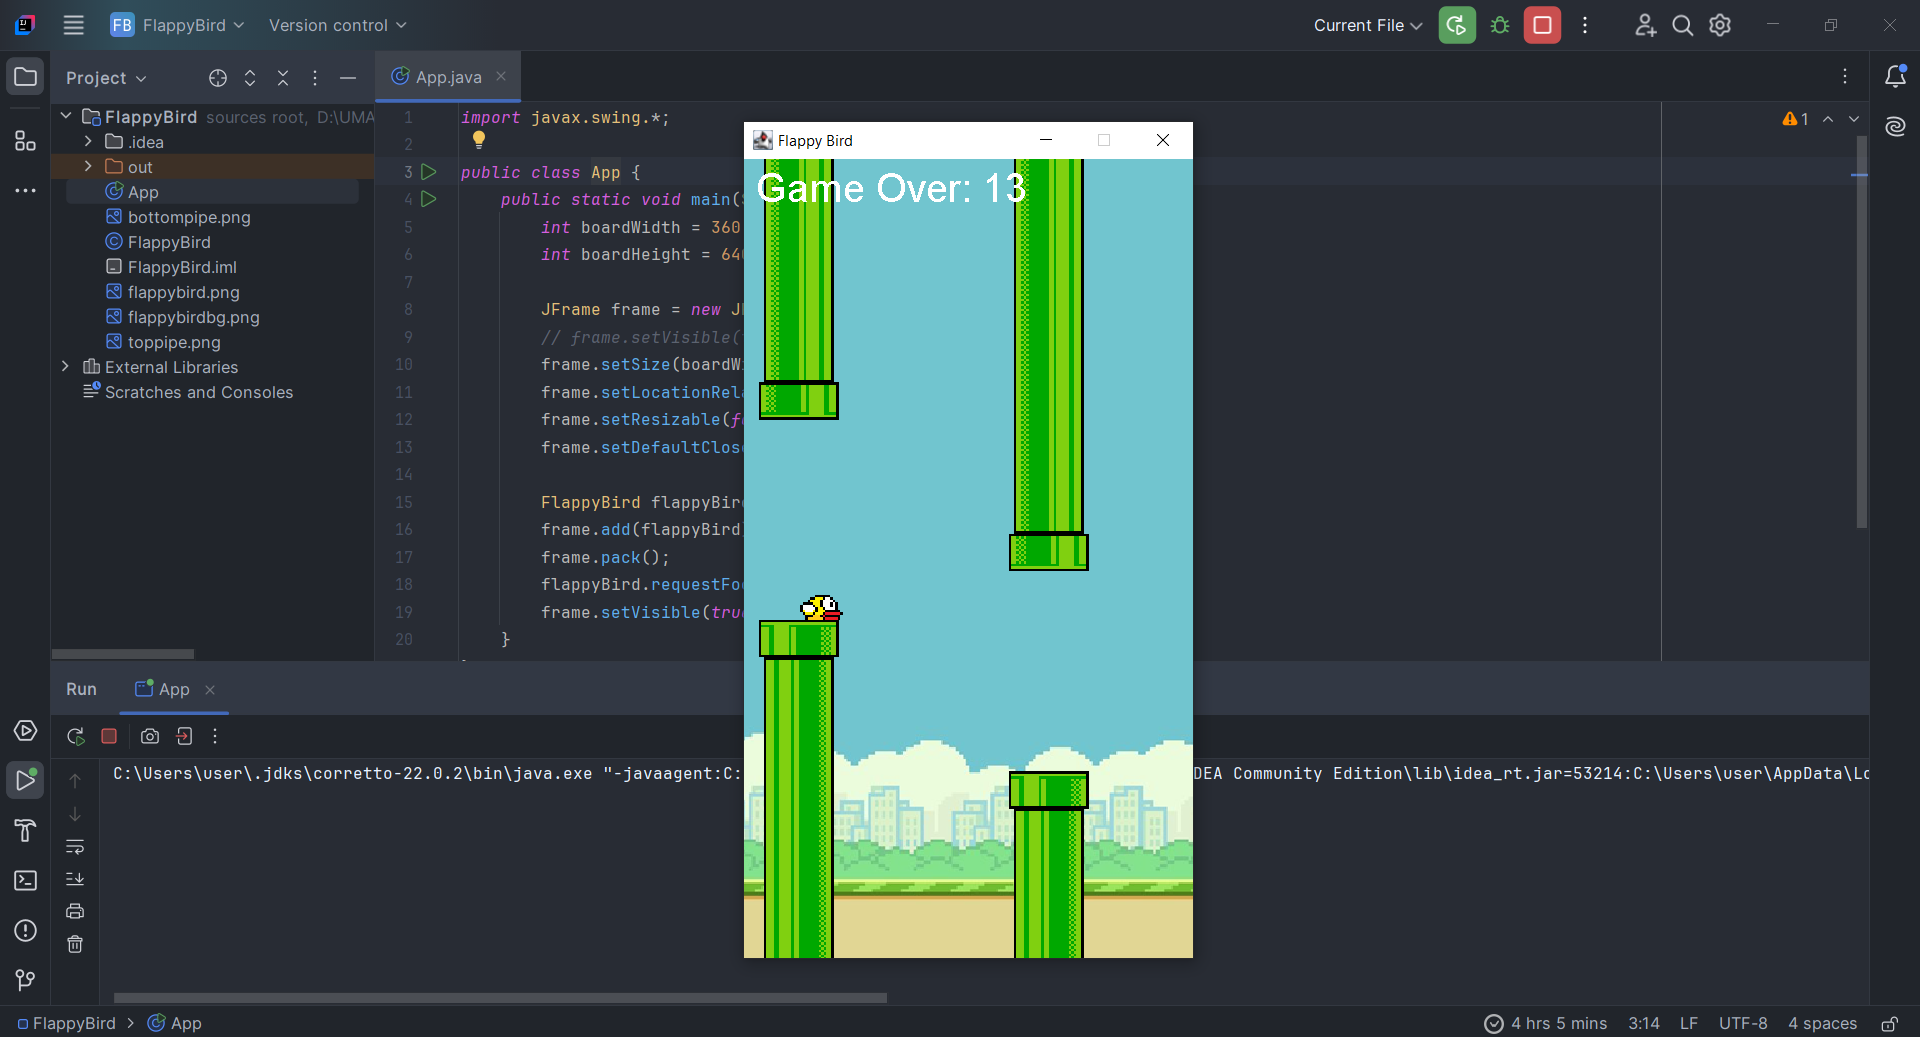 FB FlappyBird Version control Current File
Project
App.java
FlappyBird sources root, D:\UMA
.idea
out
App
bottompipe.png
FlappyBird
FlappyBird.iml
flappybird.png
flappybirdbg.png
toppipe.png
External Libraries
Scratches and Consoles
1 import javax.swing.*;
2
3 public class App {
4 public static void main(
5 int boardWidth = 360
6 int boardHeight = 64
7
8 JFrame frame = new J
9 // frame.setVisible(
10 frame.setSize(boardW
11 frame.setLocationRel
12 frame.setResizable(f
13 frame.setDefaultClos
14
15 FlappyBird flappyBir
16 frame.add(flappyBird
17 frame.pack();
18 flappyBird.requestFo
19 frame.setVisible(tru
20 }
1
Flappy Bird
Game Over: 13
Run App
C:\Users\user\.jdks\corretto-22.0.2\bin\java.exe "-javaagent:C: DEA Community Edition\lib\idea_rt.jar=53214:C:\Users\user\AppData\Lo
FlappyBird > App
4 hrs 5 mins 3:14 LF UTF-8 4 spaces